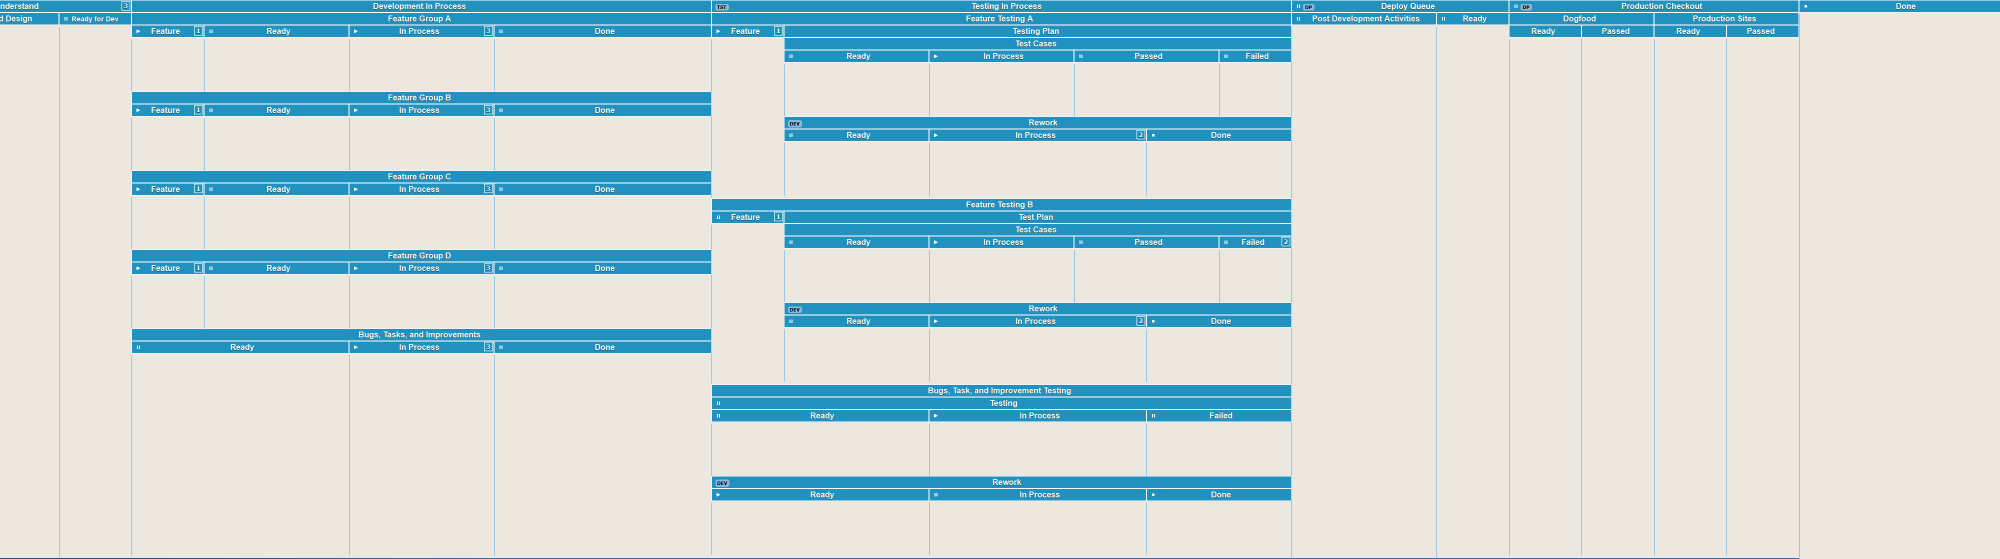 nderstand 3 Development In Process TST Testing In Process DP Deploy Queue DP Production Checkout Done
d Design Ready for Dev Feature Group A Feature Testing A Post Development Activities Ready Dogfood Production Sites
Feature 1 Ready In Process 3 Done Feature 1 Testing Plan Ready Passed Ready Passed
Test Cases
Ready In Process Passed Failed
Feature Group B
Feature 1 Ready In Process 3 Done
DEV Rework
Ready In Process 2 Done
Feature Group C
Feature 1 Ready In Process 3 Done
Feature Testing B
Feature 1 Test Plan
Test Cases
Ready In Process Passed Failed 2
Feature Group D
Feature 1 Ready In Process 3 Done
DEV Rework
Ready In Process 2 Done
Bugs, Tasks, and Improvements
Ready In Process 3 Done
Bugs, Task, and Improvement Testing
Testing
Ready In Process Failed
DEV Rework
Ready In Process Done